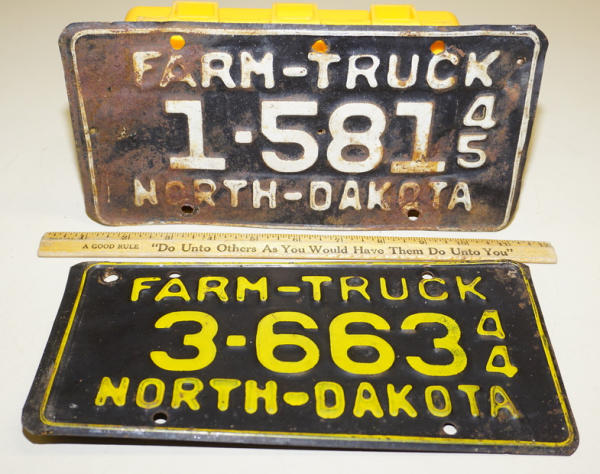 FARM-TRUCK
1-581 45
NORTH-DAKOTA
A GOOD RULE "Do Unto Others As You Would Have Them Do Unto You"
FARM-TRUCK
3-663 44
NORTH-DAKOTA